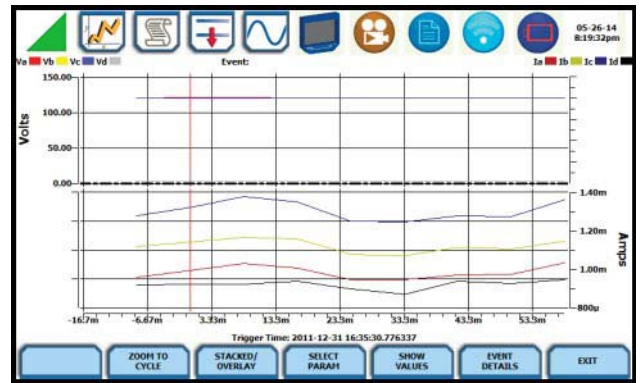 05-26-14
8:19:32pm
Va Vb Vc Vd Event: Ia Ib Ic Id
150.00
100.00
Volts
50.00
0.00
1.40m
1.20m
Amps
1.00m
800µ
-16.7m -6.67m 3.33m 13.3m 23.3m 33.3m 43.3m 53.3m
Trigger Time: 2011-12-31 16:35:30.776337
ZOOM TO CYCLE
STACKED/ OVERLAY
SELECT PARAM
SHOW VALUES
EVENT DETAILS
EXIT